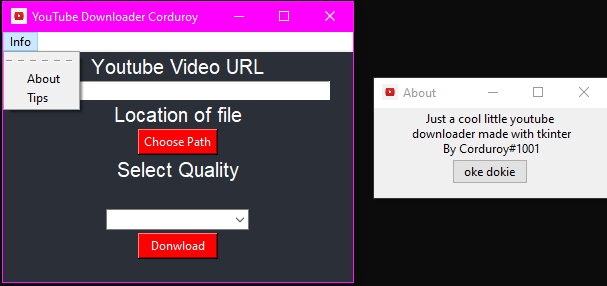 YouTube Downloader Corduroy
Info
About
Tips
Youtube Video URL
Location of file
Choose Path
Select Quality
Donwload
About
Just a cool little youtube
downloader made with tkinter
By Corduroy#1001
oke dokie